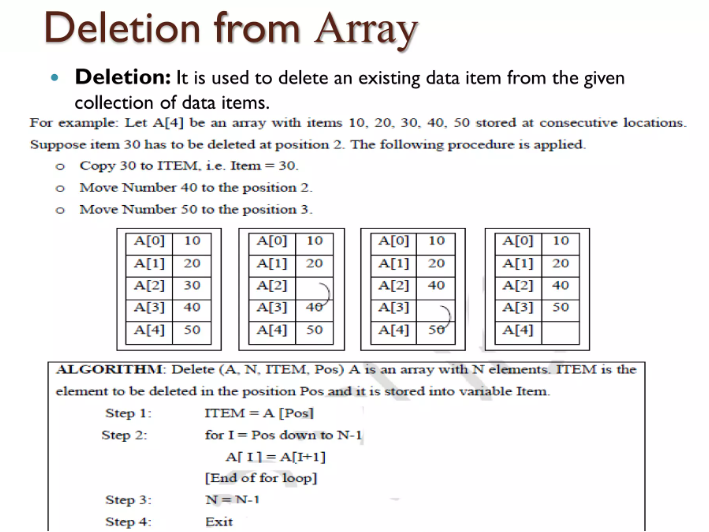 Deletion from Array
• Deletion: It is used to delete an existing data item from the given
collection of data items.
For example: Let A[4] be an array with items 10, 20, 30, 40, 50 stored at consecutive locations.
Suppose item 30 has to be deleted at position 2. The following procedure is applied.
o Copy 30 to ITEM, i.e. Item = 30.
o Move Number 40 to the position 2.
o Move Number 50 to the position 3.
A[0] 10 A[0] 10 A[0] 10 A[0] 10
A[1] 20 A[1] 20 A[1] 20 A[1] 20
A[2] 30 A[2] A[2] 40 A[2] 40
A[3] 40 A[3] 40 A[3] A[3] 50
A[4] 50 A[4] 50 A[4] 50 A[4]
ALGORITHM: Delete (A, N, ITEM, Pos) A is an array with N elements. ITEM is the
element to be deleted in the position Pos and it is stored into variable Item.
Step 1: ITEM = A [Pos]
Step 2: for I = Pos down to N-1
A[ I ] = A[I+1]
[End of for loop]
Step 3: N = N-1
Step 4: Exit